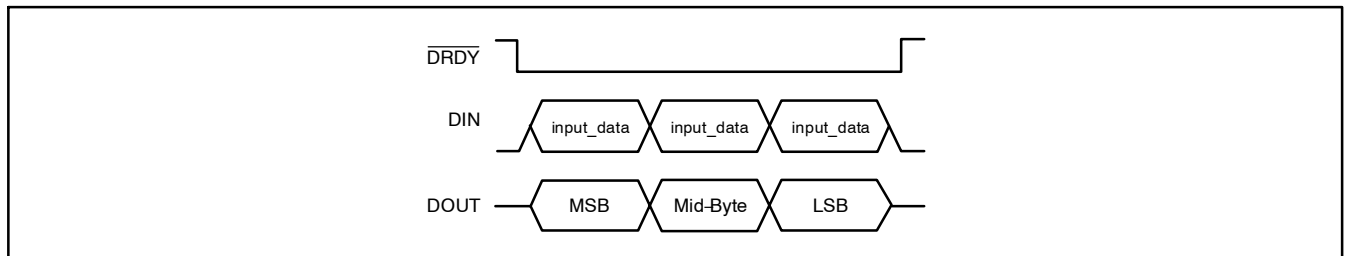 DRDY
DIN input_data input_data input_data
DOUT MSB Mid-Byte LSB